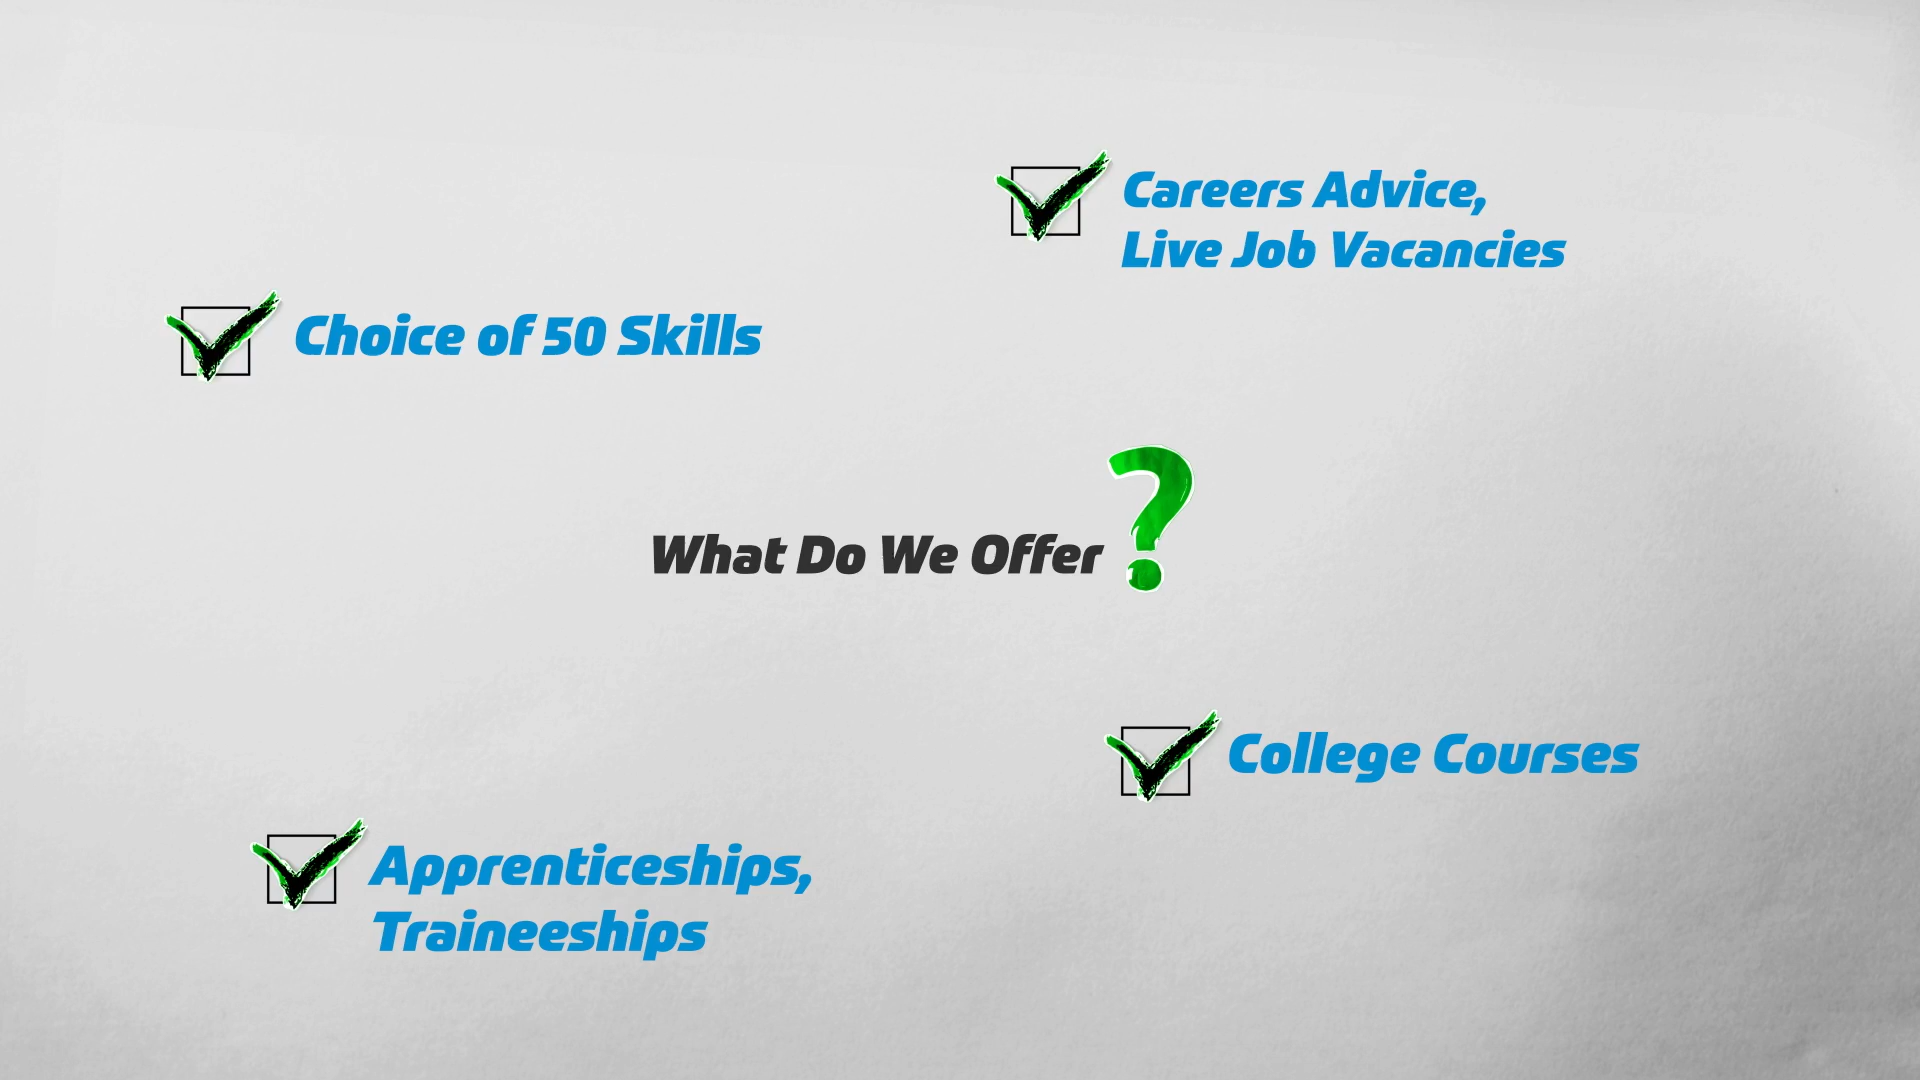 Careers Advice,
Live Job Vacancies
Choice of 50 Skills
What Do We Offer?
College Courses
Apprenticeships,
Traineeships